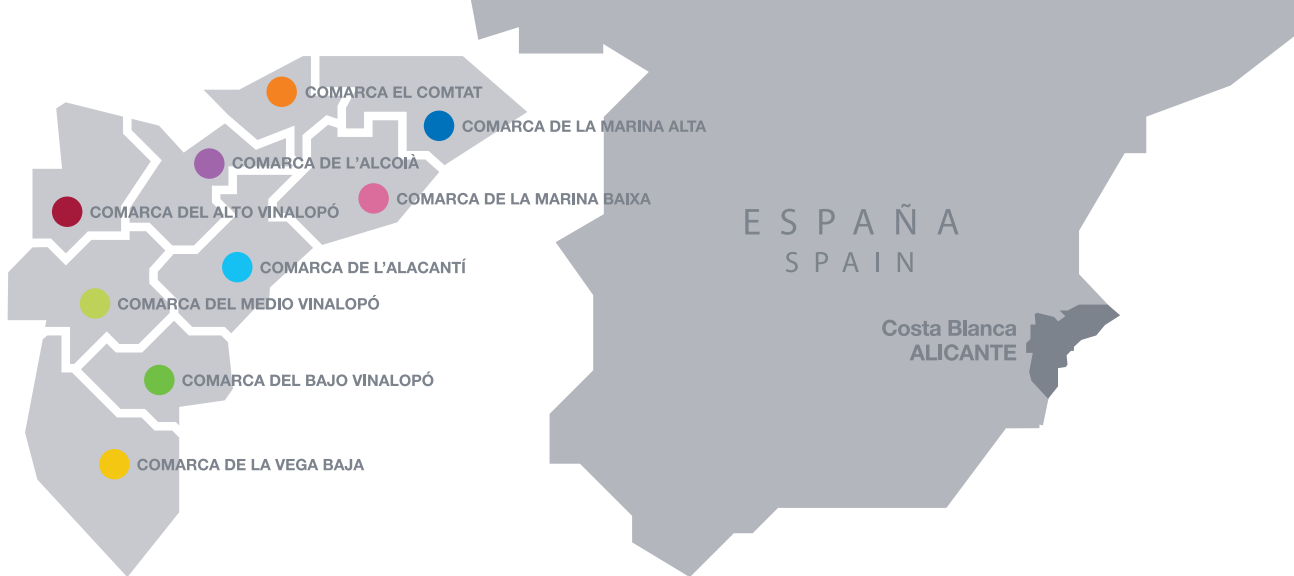 COMARCA EL COMTAT
COMARCA DE LA MARINA ALTA
COMARCA DE L'ALCOIÀ
COMARCA DE LA MARINA BAIXA
COMARCA DEL ALTO VINALOPÓ
COMARCA DE L'ALACANTÍ
COMARCA DEL MEDIO VINALOPÓ
COMARCA DEL BAJO VINALOPÓ
COMARCA DE LA VEGA BAJA
ESPAÑA
SPAIN
Costa Blanca
ALICANTE